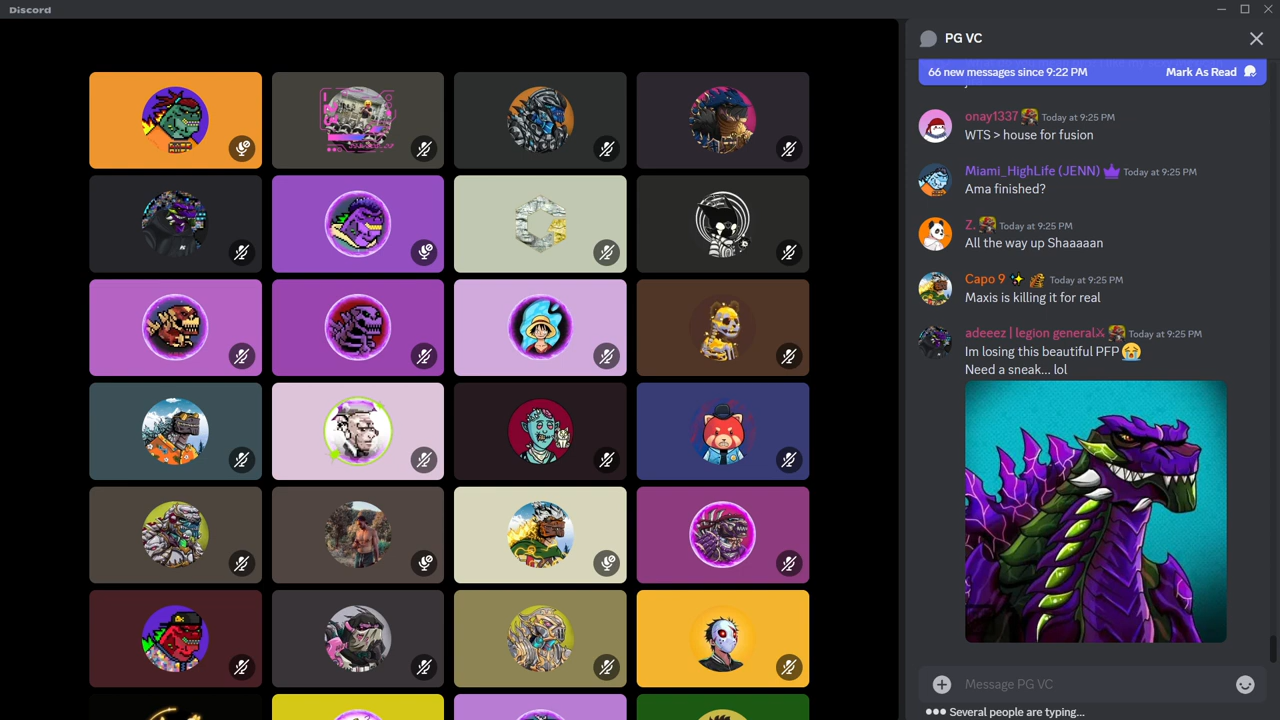 Discord
PG VC
66 new messages since 9:22 PM Mark As Read
onay1337 Today at 9:25 PM
WTS > house for fusion
Miami_HighLife (JENN) Today at 9:25 PM
Ama finished?
Z. Today at 9:25 PM
All the way up Shaaaaan
Capo 9 Today at 9:25 PM
Maxis is killing it for real
adeeez | legion general⚔ Today at 9:25 PM
Im losing this beautiful PFP 😭
Need a sneak... lol
Message PG VC
Several people are typing...